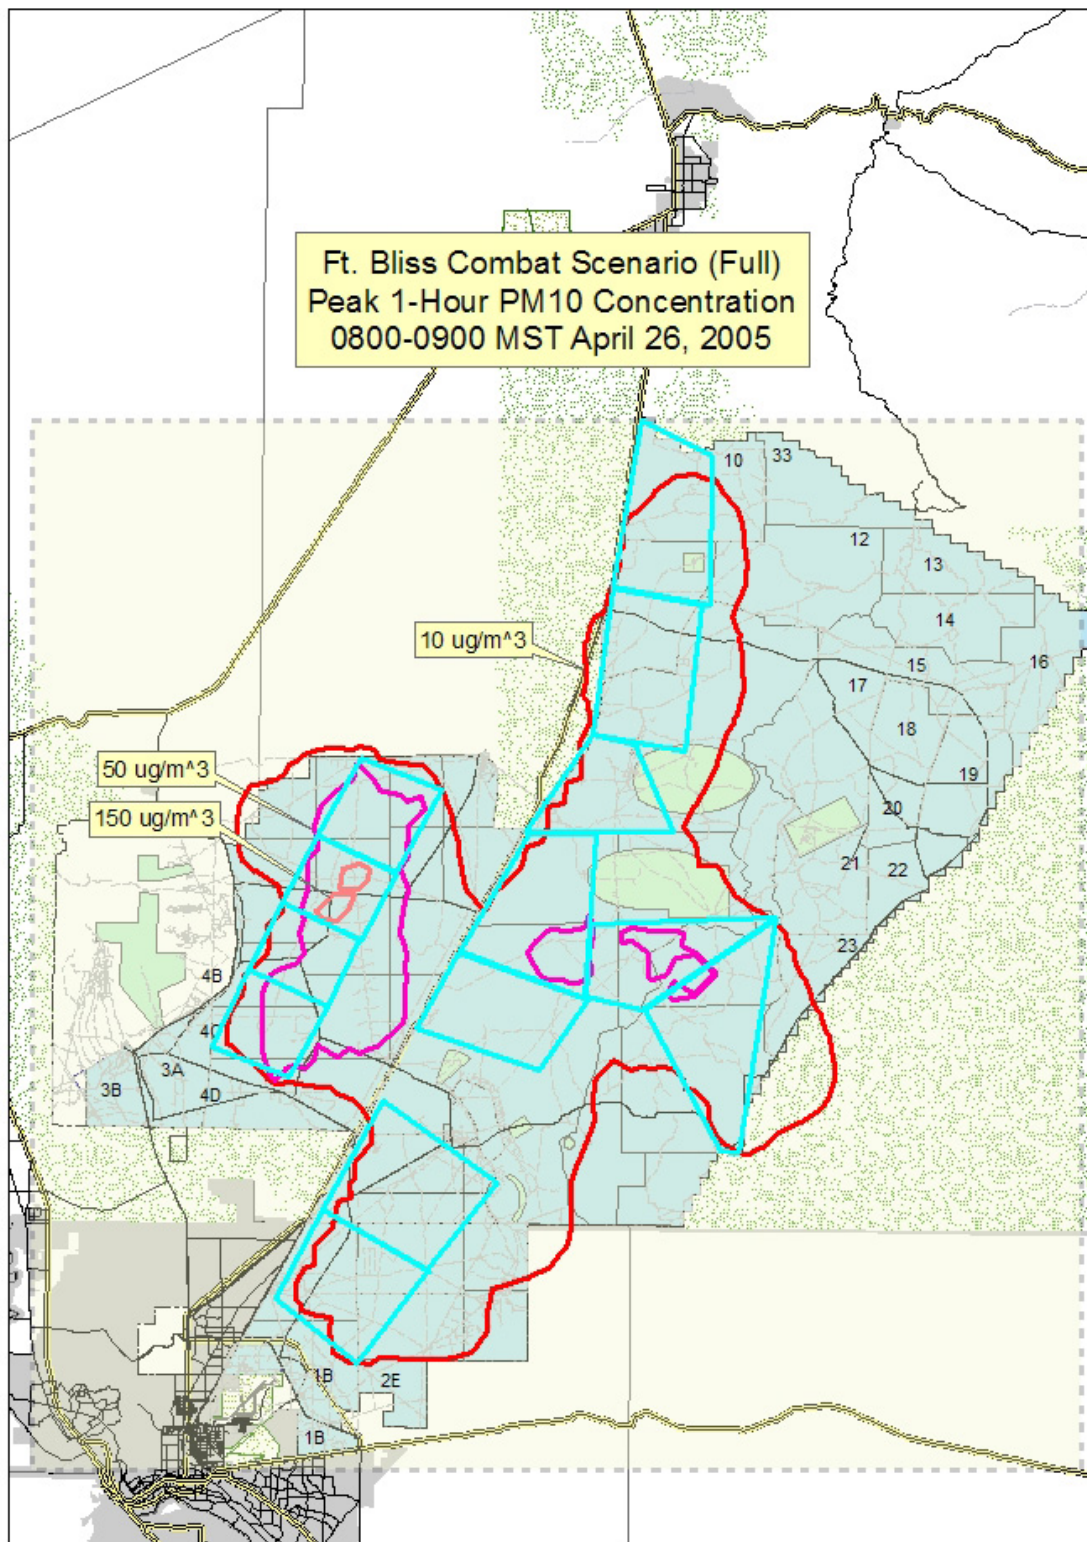 Ft. Bliss Combat Scenario (Full)
Peak 1-Hour PM10 Concentration
0800-0900 MST April 26, 2005
10
33
12
13
14
10 ug/m^3
15
16
17
18
50 ug/m^3
19
150 ug/m^3
20
21
22
23
4B
4C
3A
3B
4D
1B
2E
1B